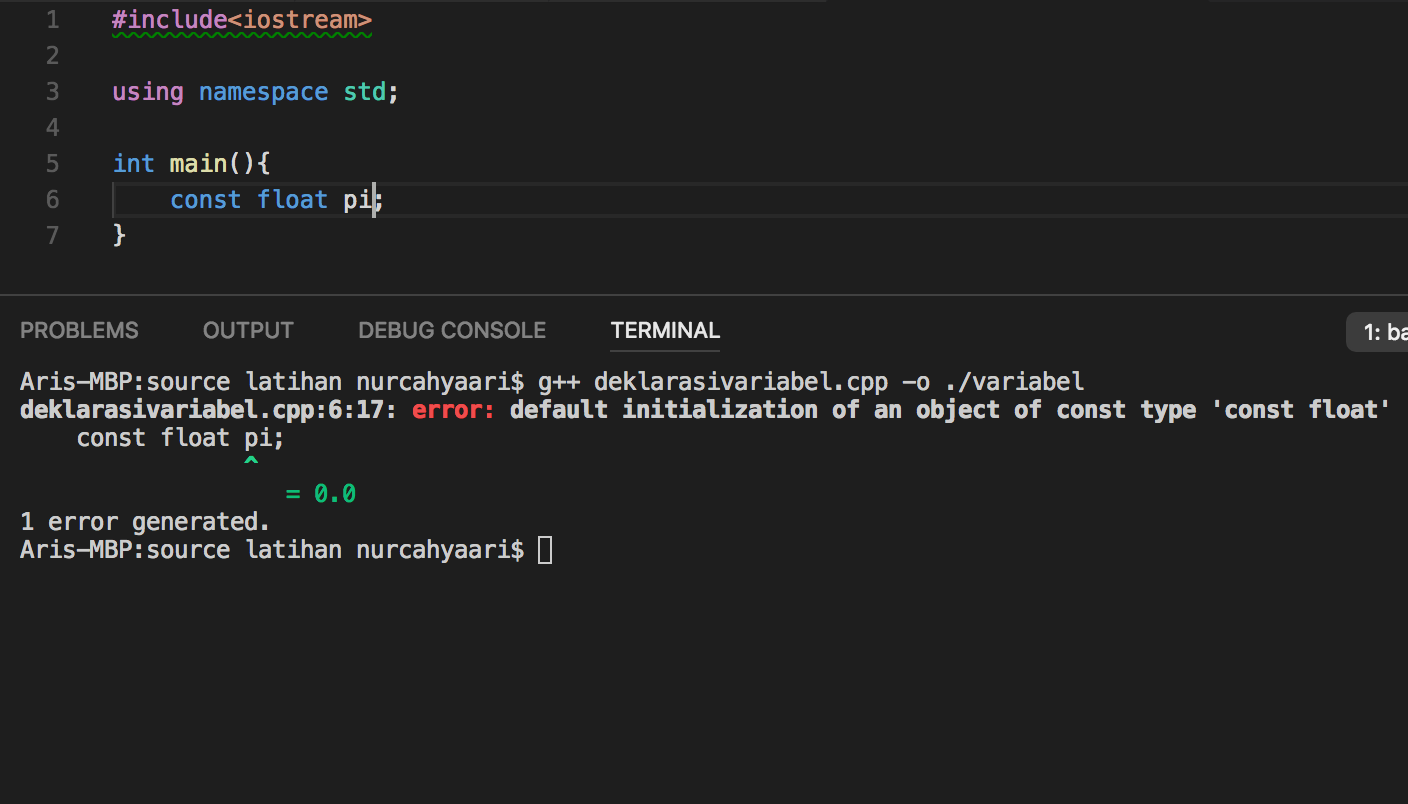 1 #include<iostream>
2
3 using namespace std;
4
5 int main(){
6     const float pi;
7 }
PROBLEMS OUTPUT DEBUG CONSOLE TERMINAL 1: ba
Aris-MBP:source latihan nurcahyaari$ g++ deklarasivariabel.cpp -o ./variabel
deklarasivariabel.cpp:6:17: error: default initialization of an object of const type 'const float'
    const float pi;
                ^
                   = 0.0
1 error generated.
Aris-MBP:source latihan nurcahyaari$